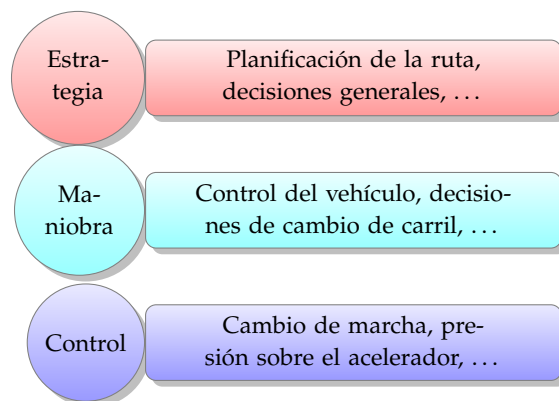 Estra-
tegia
Planificación de la ruta,
decisiones generales, ...
Ma-
niobra
Control del vehículo, decisio-
nes de cambio de carril, ...
Control
Cambio de marcha, pre-
sión sobre el acelerador, ...